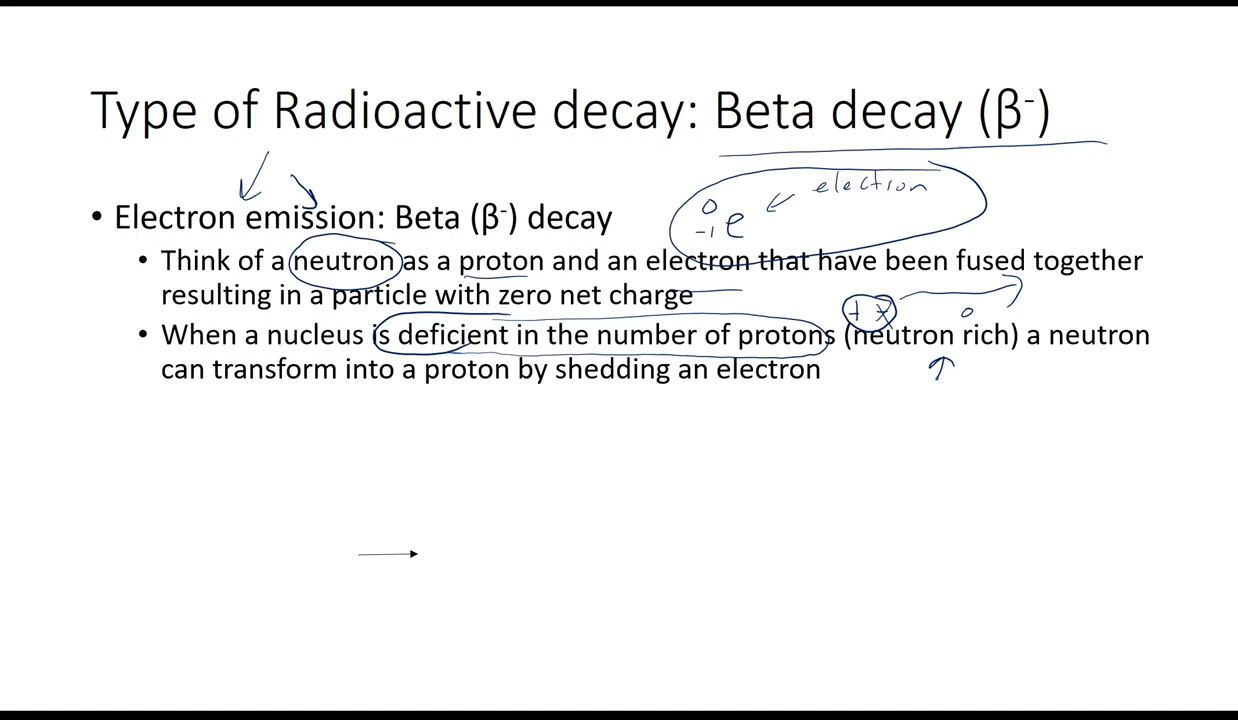 Type of Radioactive decay: Beta decay (β⁻)
electron
0
-1 e
• Electron emission: Beta (β⁻) decay
• Think of a neutron as a proton and an electron that have been fused together
resulting in a particle with zero net charge
+
0
• When a nucleus is deficient in the number of protons (neutron rich) a neutron
can transform into a proton by shedding an electron